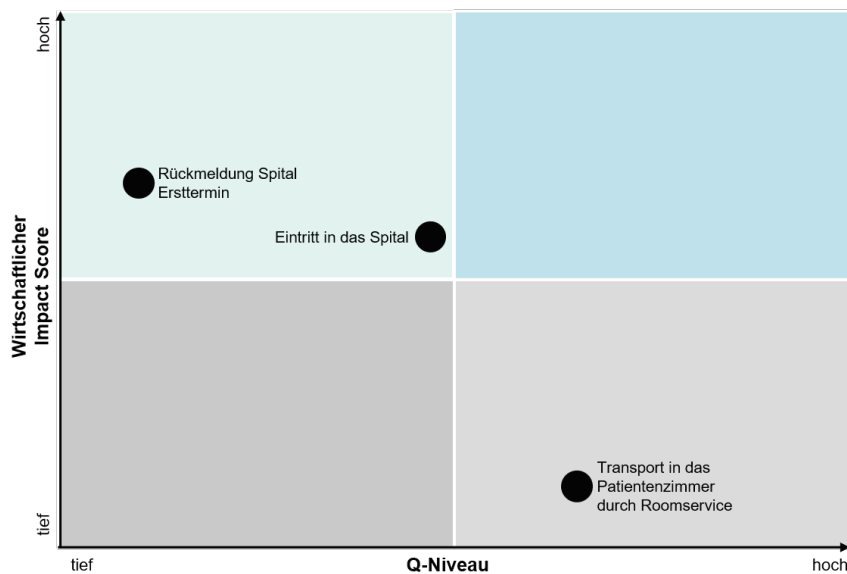 hoch
Rückmeldung Spital
Ersttermin
Eintritt in das Spital
Wirtschaftlicher
Impact Score
Transport in das
Patientenzimmer
durch Roomservice
tief
tief
Q-Niveau
hoch